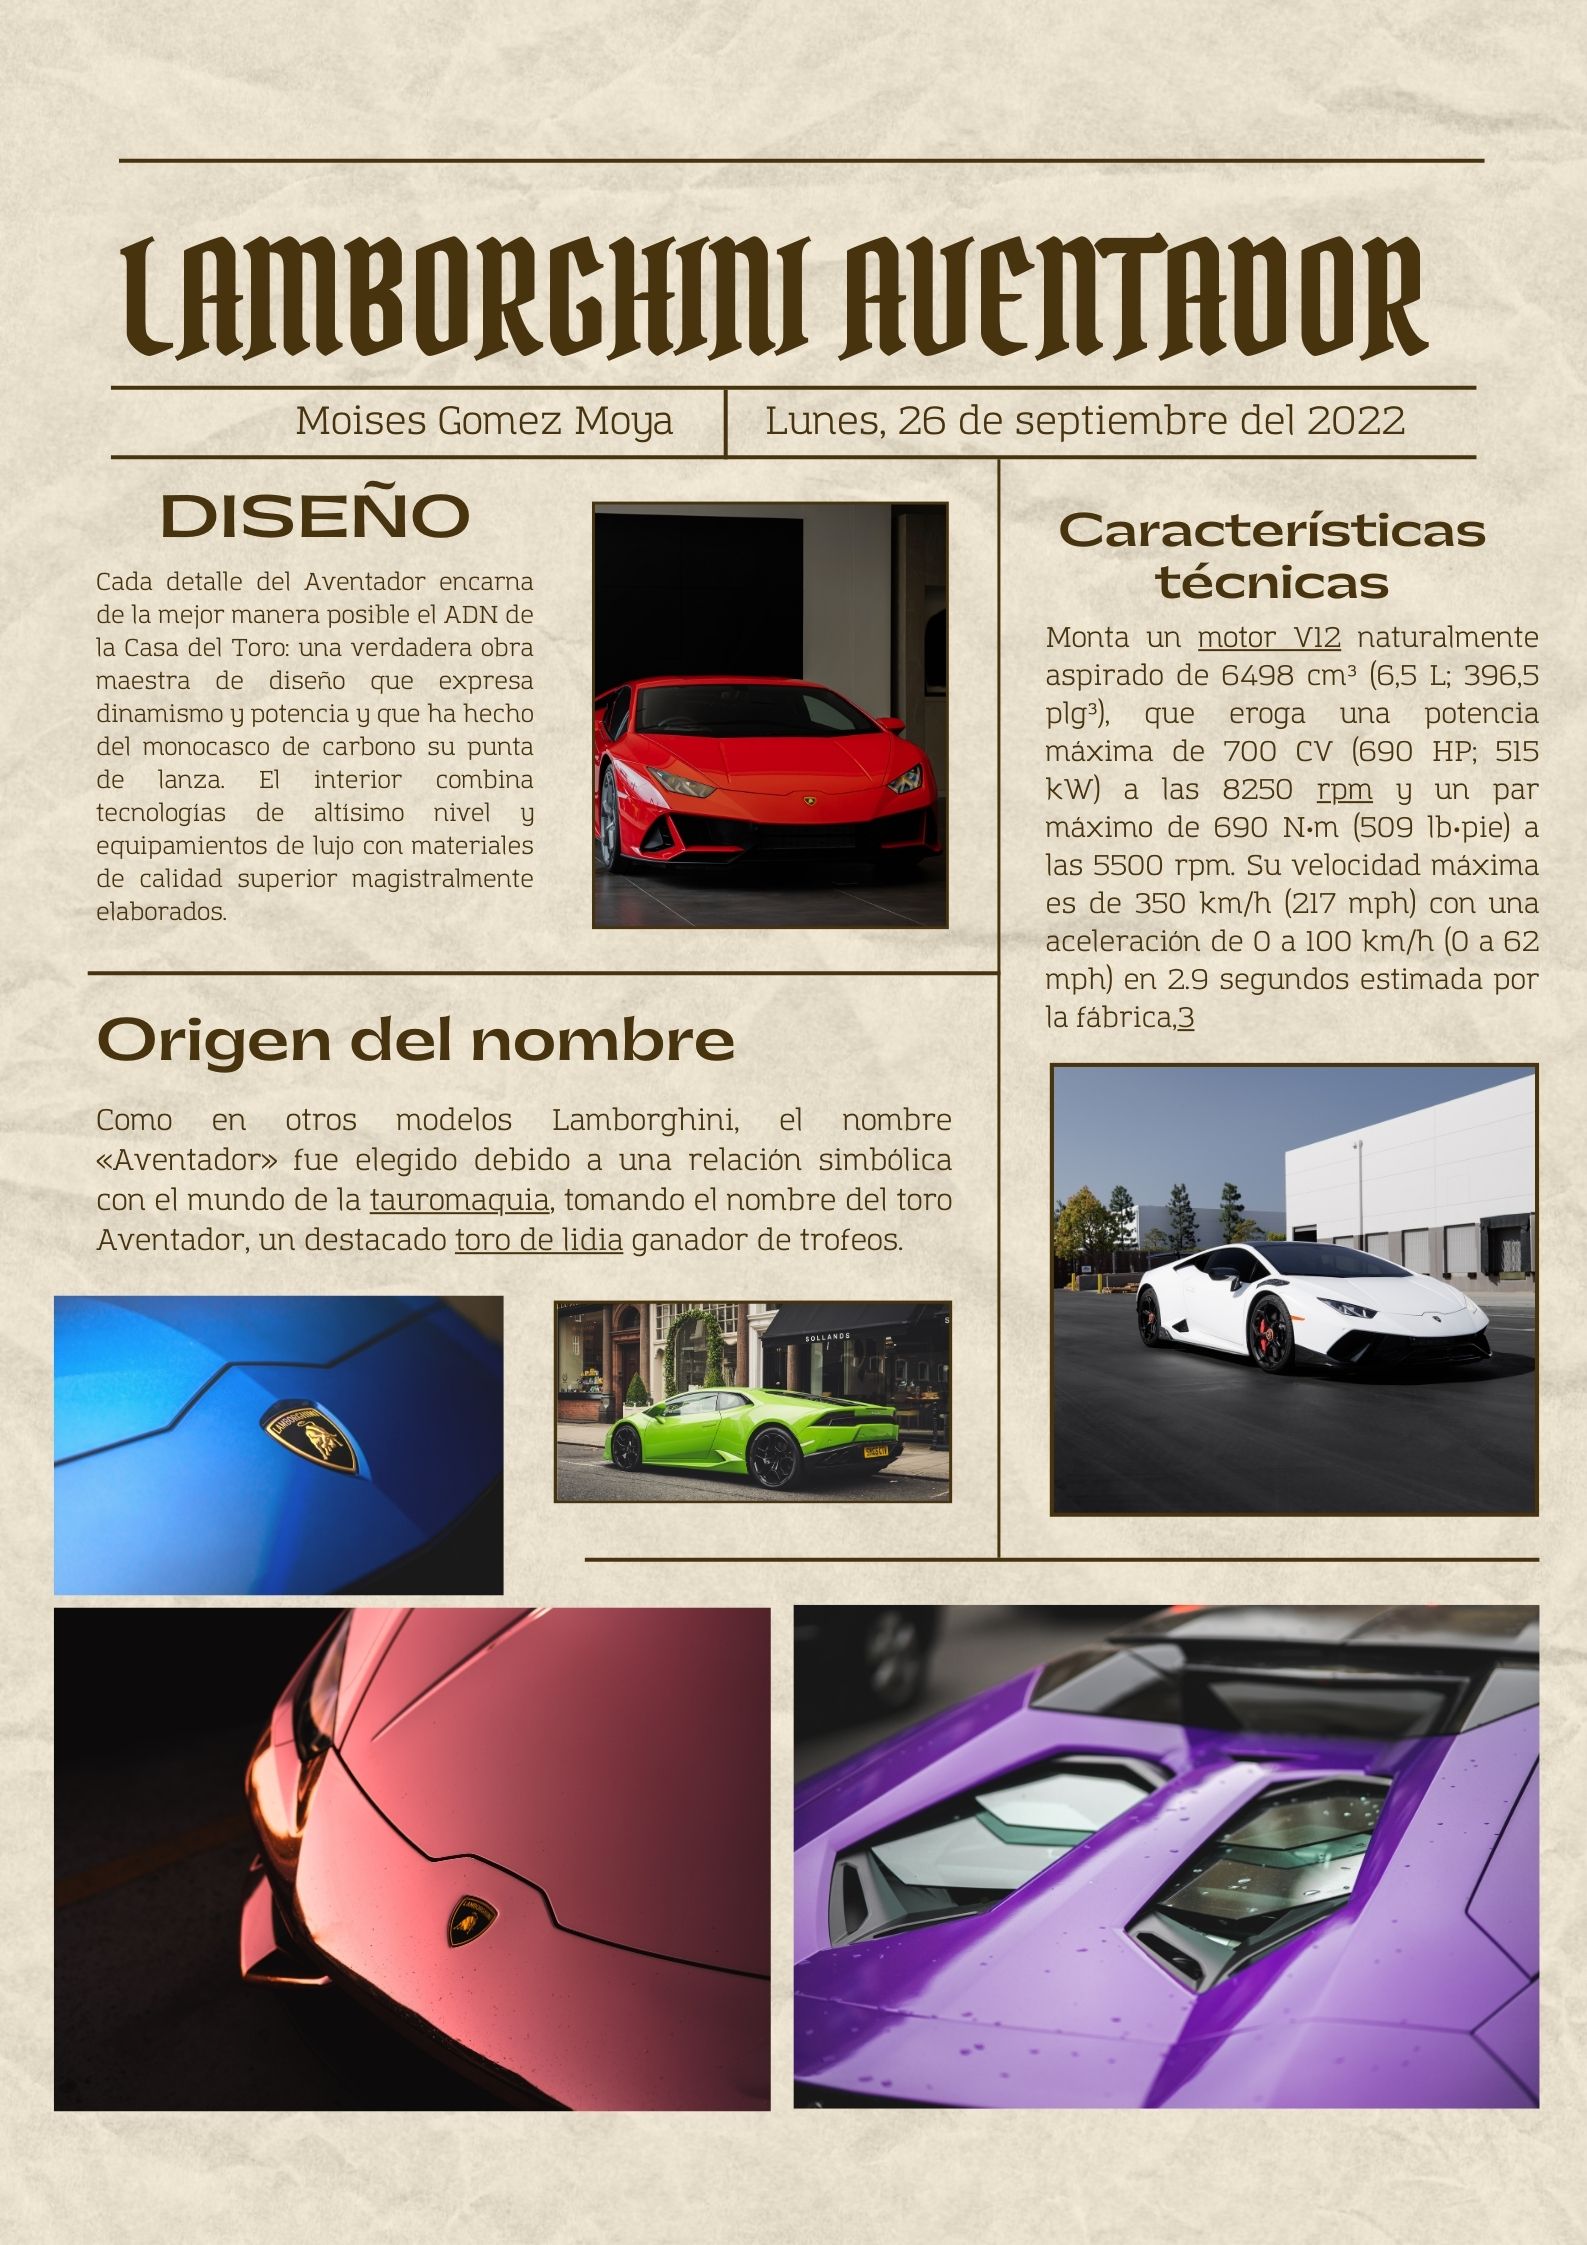 LAMBORGHINI AVENTADOR
Moises Gomez Moya
Lunes, 26 de septiembre del 2022
DISEÑO
Cada detalle del Aventador encarna
de la mejor manera posible el ADN de
la Casa del Toro: una verdadera obra
maestra de diseño que expresa
dinamismo y potencia y que ha hecho
del monocasco de carbono su punta
de lanza. El interior combina
tecnologías de altísimo nivel y
equipamientos de lujo con materiales
de calidad superior magistralmente
elaborados.
Origen del nombre
Como en otros modelos Lamborghini, el nombre
«Aventador» fue elegido debido a una relación simbólica
con el mundo de la tauromaquia, tomando el nombre del toro
Aventador, un destacado toro de lidia ganador de trofeos.
Características
técnicas
Monta un motor V12 naturalmente
aspirado de 6498 cm³ (6,5 L; 396,5
plg³), que eroga una potencia
máxima de 700 CV (690 HP; 515
kW) a las 8250 rpm y un par
máximo de 690 N·m (509 lb·pie) a
las 5500 rpm. Su velocidad máxima
es de 350 km/h (217 mph) con una
aceleración de 0 a 100 km/h (0 a 62
mph) en 2.9 segundos estimada por
la fábrica,3
LAMBORGHINI
SOLLANDS
LAMBORGHINI